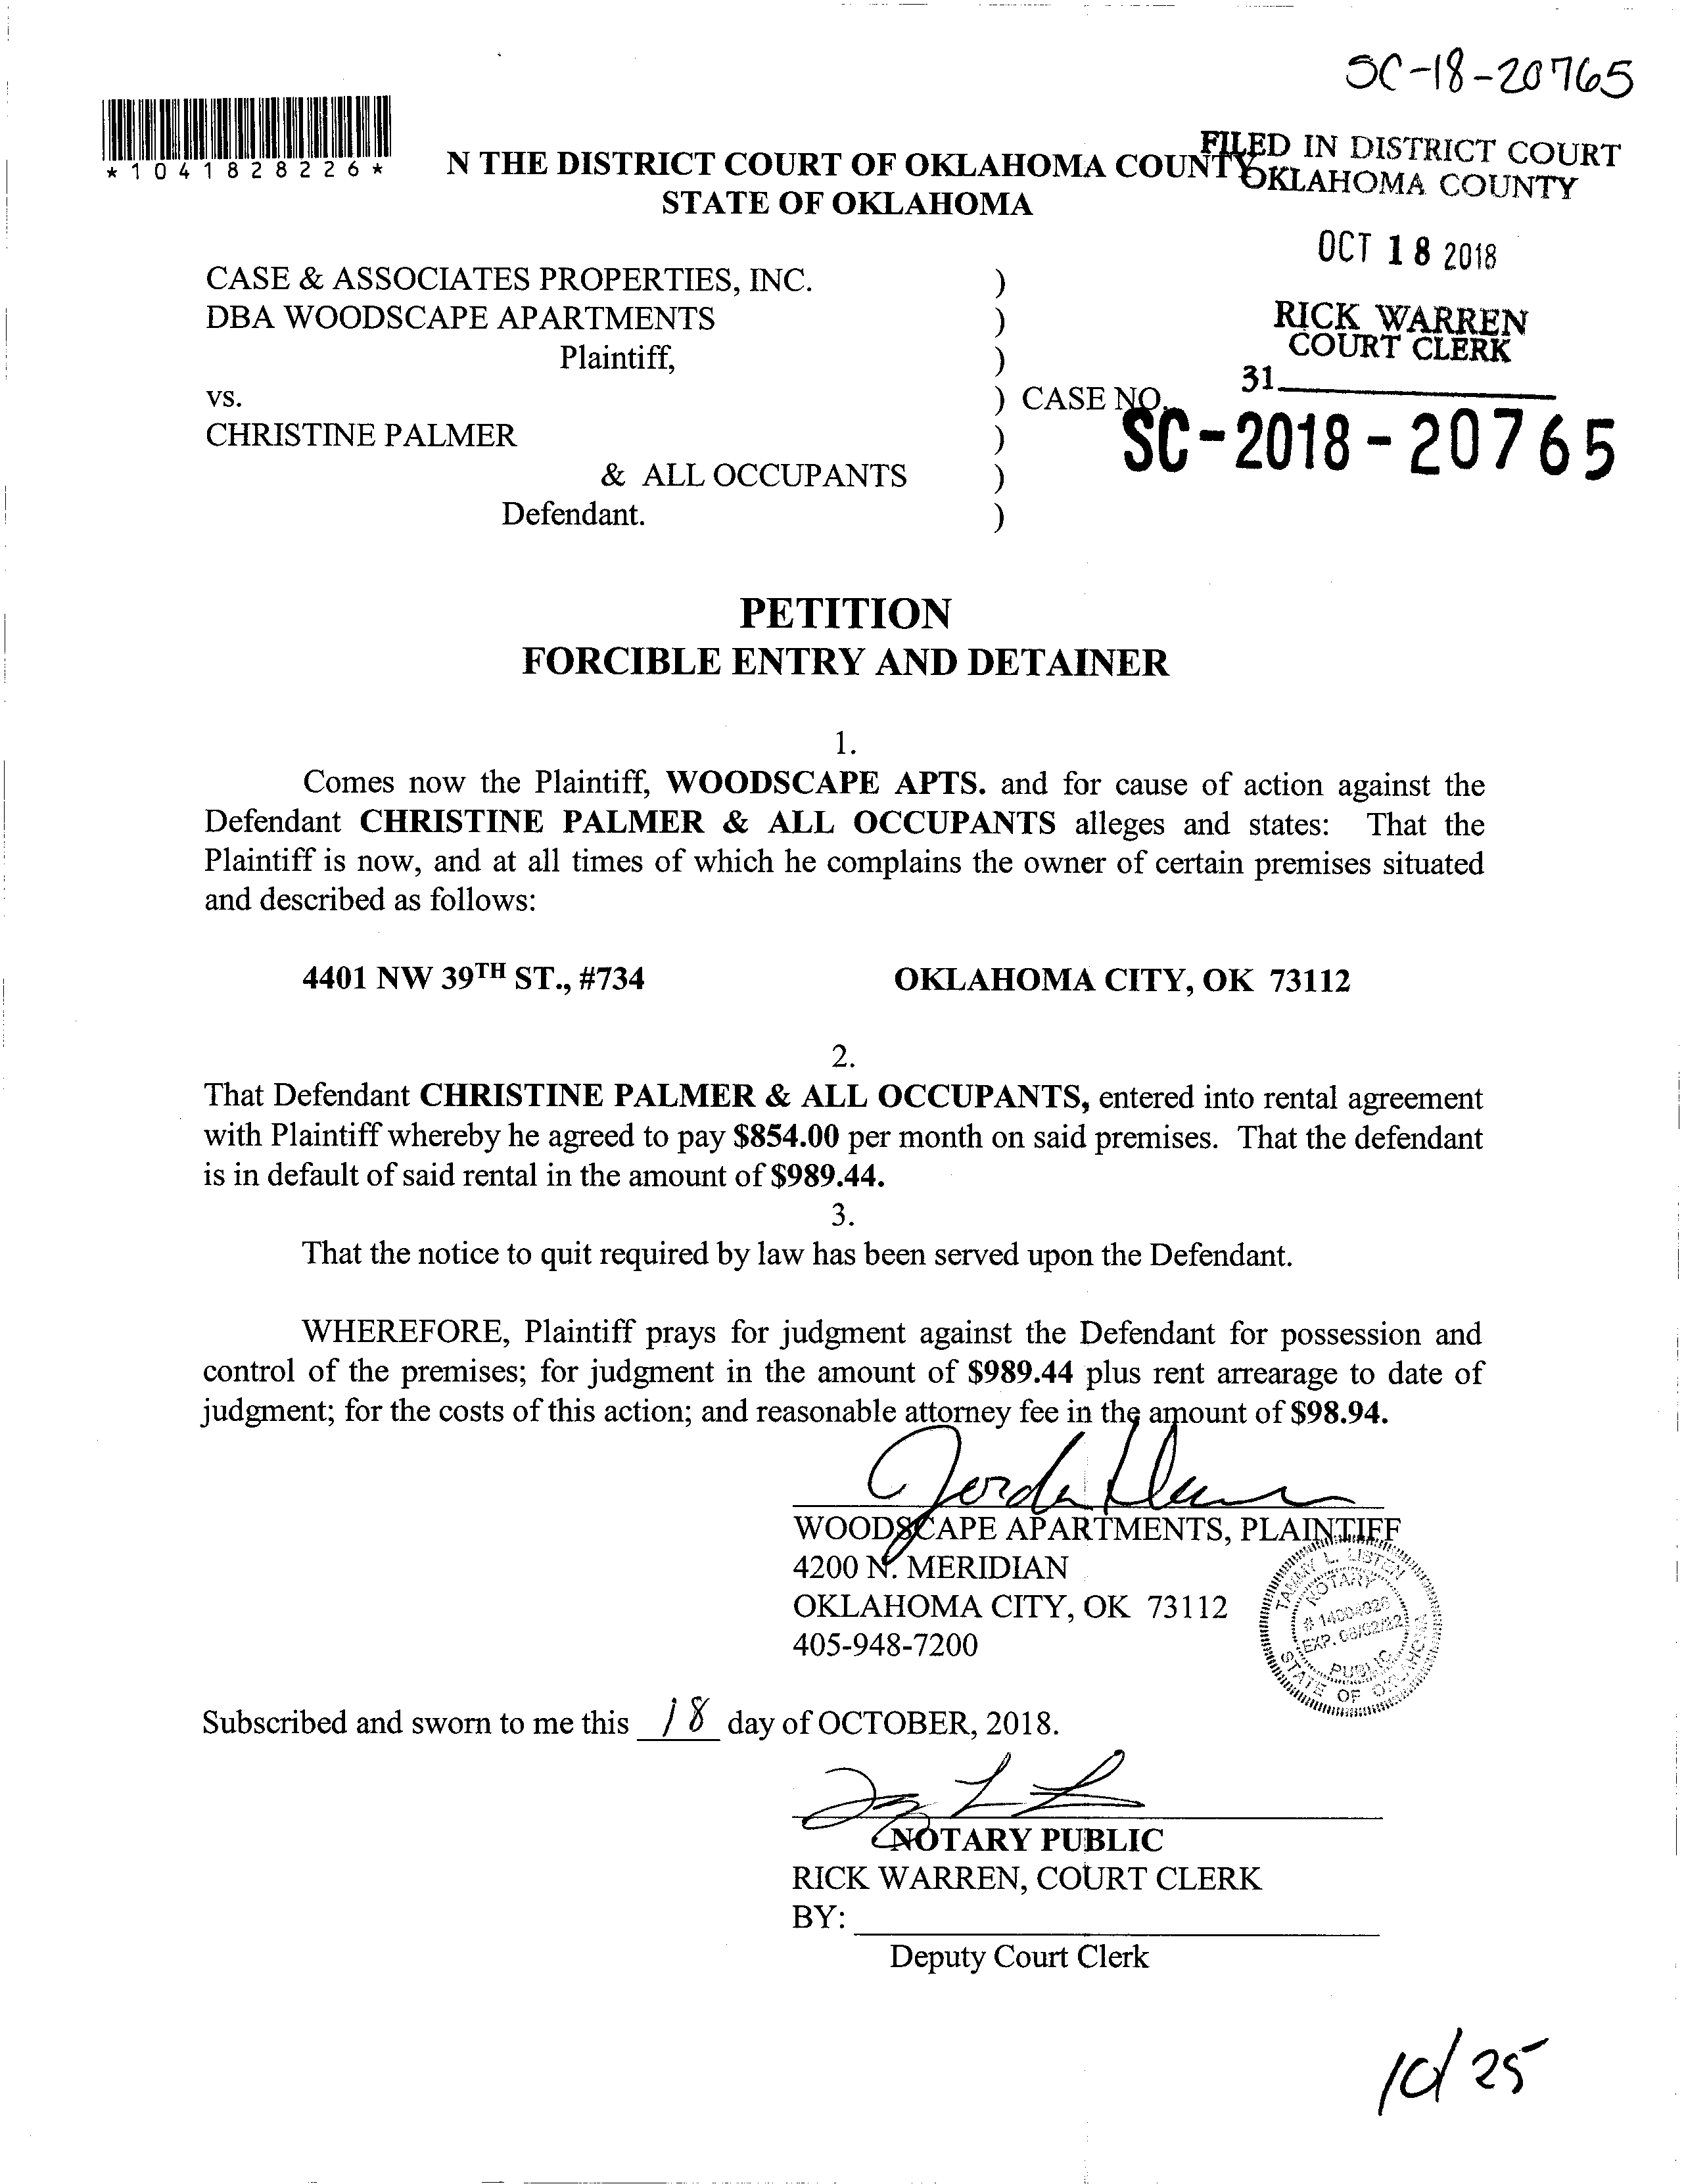 SC-18-20765
*1041828226*
N THE DISTRICT COURT OF OKLAHOMA COUNTY
STATE OF OKLAHOMA
FILED IN DISTRICT COURT
OKLAHOMA COUNTY
OCT 18 2018
RICK WARREN
COURT CLERK
31
CASE & ASSOCIATES PROPERTIES, INC. )
DBA WOODSCAPE APARTMENTS )
Plaintiff, )
vs. ) CASE NO.
SC-2018-20765
CHRISTINE PALMER )
& ALL OCCUPANTS )
Defendant. )
PETITION
FORCIBLE ENTRY AND DETAINER
1.
Comes now the Plaintiff, WOODSCAPE APTS. and for cause of action against the
Defendant CHRISTINE PALMER & ALL OCCUPANTS alleges and states: That the
Plaintiff is now, and at all times of which he complains the owner of certain premises situated
and described as follows:
4401 NW 39TH ST., #734 OKLAHOMA CITY, OK 73112
2.
That Defendant CHRISTINE PALMER & ALL OCCUPANTS, entered into rental agreement
with Plaintiff whereby he agreed to pay $854.00 per month on said premises. That the defendant
is in default of said rental in the amount of $989.44.
3.
That the notice to quit required by law has been served upon the Defendant.
WHEREFORE, Plaintiff prays for judgment against the Defendant for possession and
control of the premises; for judgment in the amount of $989.44 plus rent arrearage to date of
judgment; for the costs of this action; and reasonable attorney fee in the amount of $98.94.
WOODSCAPE APARTMENTS, PLAINTIFF
4200 N. MERIDIAN
OKLAHOMA CITY, OK 73112
405-948-7200
TAMMY L. LISTEN
NOTARY
PUBLIC
STATE OF OKLAHOMA
Subscribed and sworn to me this 18 day of OCTOBER, 2018.
NOTARY PUBLIC
RICK WARREN, COURT CLERK
BY:
Deputy Court Clerk
10/25